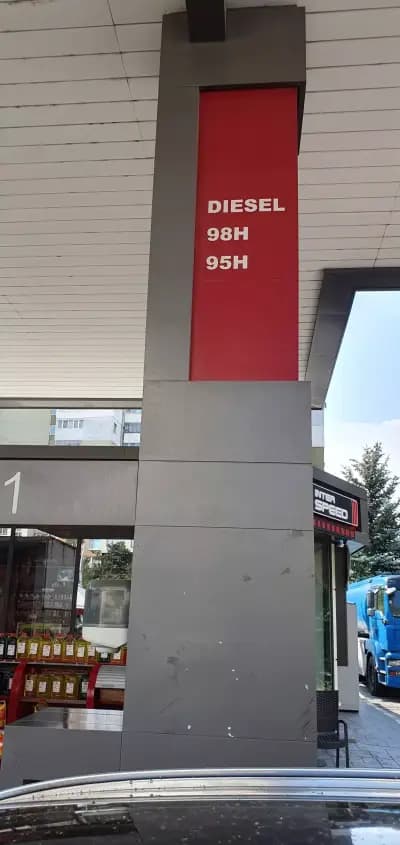 DIESEL
98H
95H
1
INTER
SPEED